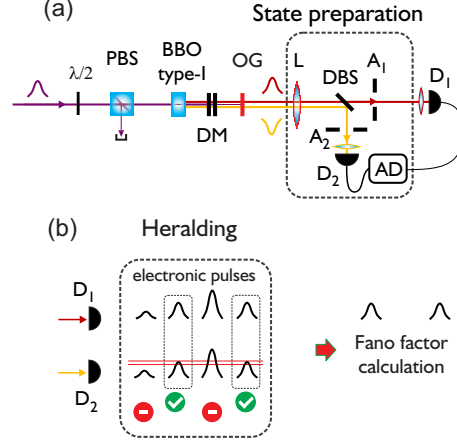 (a)
State preparation
λ/2
PBS
BBO
type-I
DM
OG
L
DBS
A1
D1
A2
D2
AD
(b)
Heralding
electronic pulses
D1
D2
Fano factor
calculation